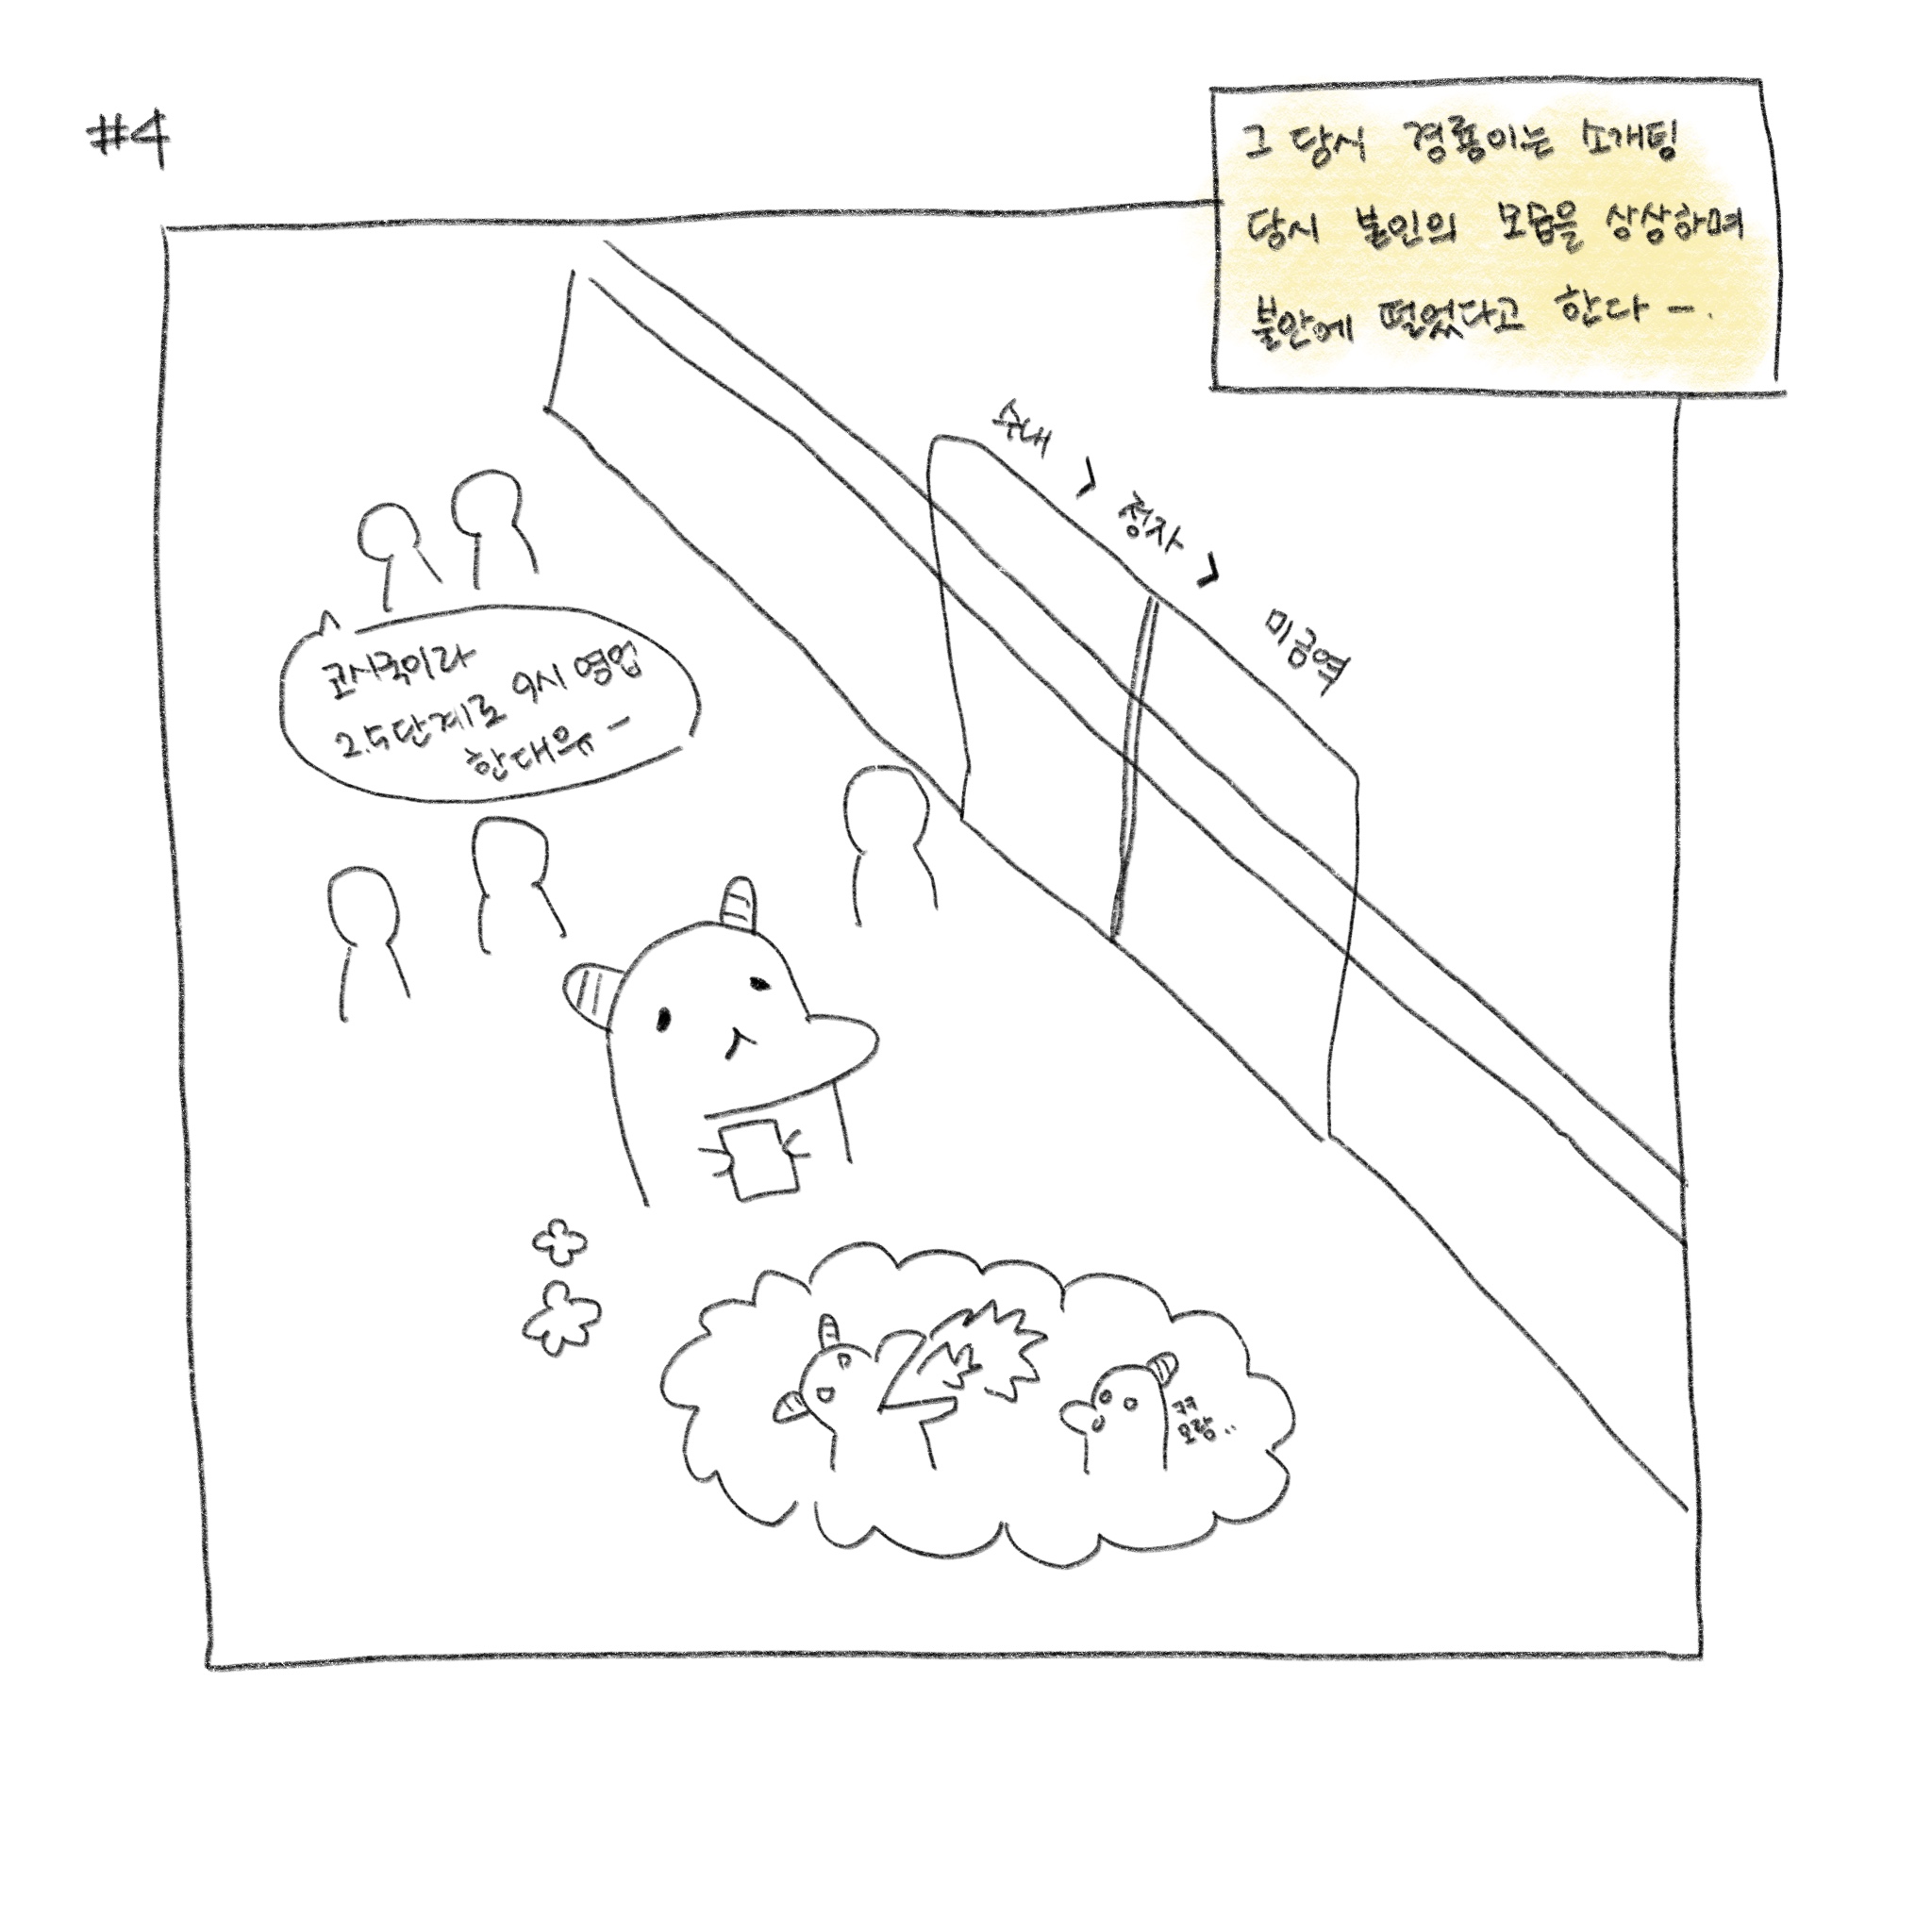 #4
그 당시 경룡이는 소개팅
당시 본인의 모습을 상상하며
불안에 떨었다고 한다 -.
수내 > 정자 > 미금역
코시국이라
2.5단계로 9시 영업
한대유 -
ㅋㅋ